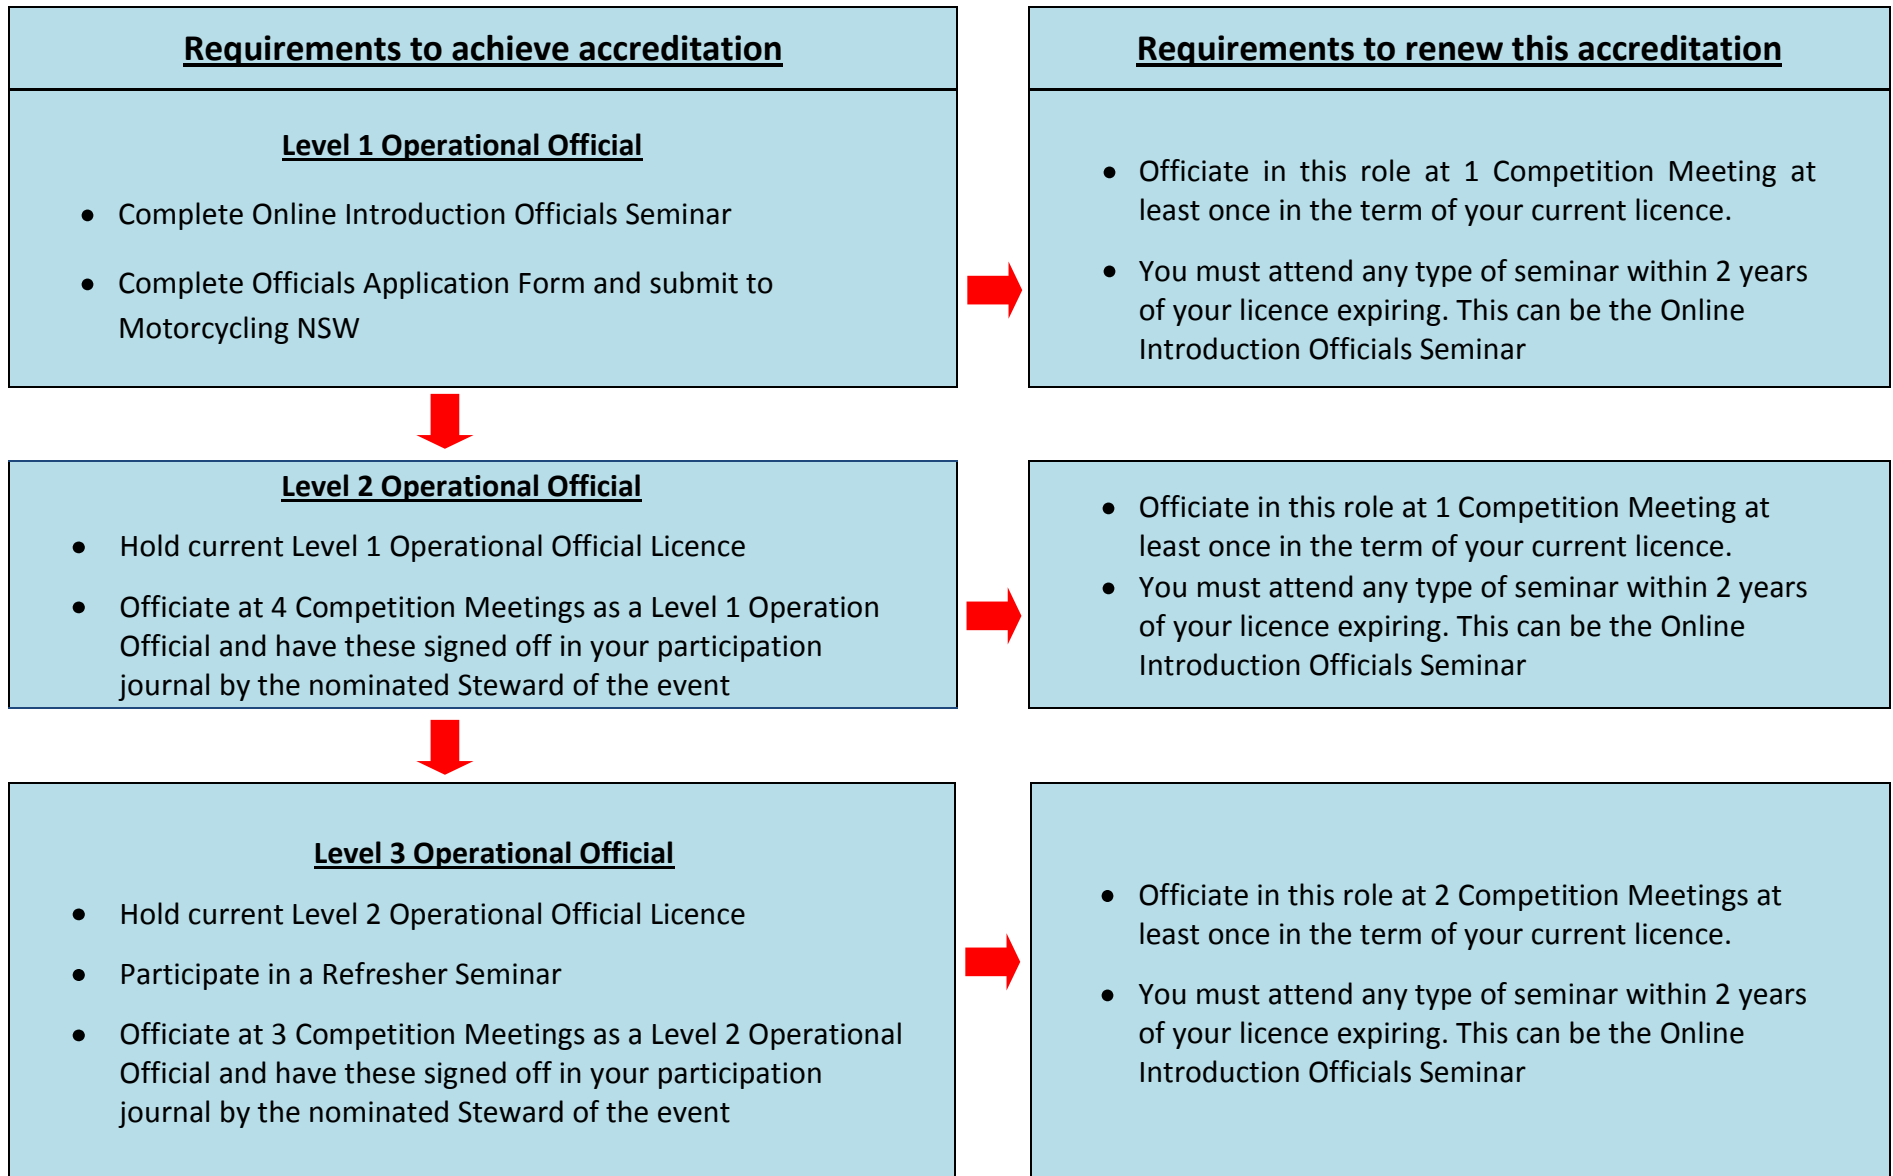 Requirements to achieve accreditation
Requirements to renew this accreditation
Level 1 Operational Official
• Complete Online Introduction Officials Seminar
• Complete Officials Application Form and submit to
Motorcycling NSW
• Officiate in this role at 1 Competition Meeting at
least once in the term of your current licence.
• You must attend any type of seminar within 2 years
of your licence expiring. This can be the Online
Introduction Officials Seminar
Level 2 Operational Official
• Hold current Level 1 Operational Official Licence
• Officiate at 4 Competition Meetings as a Level 1 Operation
Official and have these signed off in your participation
journal by the nominated Steward of the event
• Officiate in this role at 1 Competition Meeting at
least once in the term of your current licence.
• You must attend any type of seminar within 2 years
of your licence expiring. This can be the Online
Introduction Officials Seminar
Level 3 Operational Official
• Hold current Level 2 Operational Official Licence
• Participate in a Refresher Seminar
• Officiate at 3 Competition Meetings as a Level 2 Operational
Official and have these signed off in your participation
journal by the nominated Steward of the event
• Officiate in this role at 2 Competition Meetings at
least once in the term of your current licence.
• You must attend any type of seminar within 2 years
of your licence expiring. This can be the Online
Introduction Officials Seminar